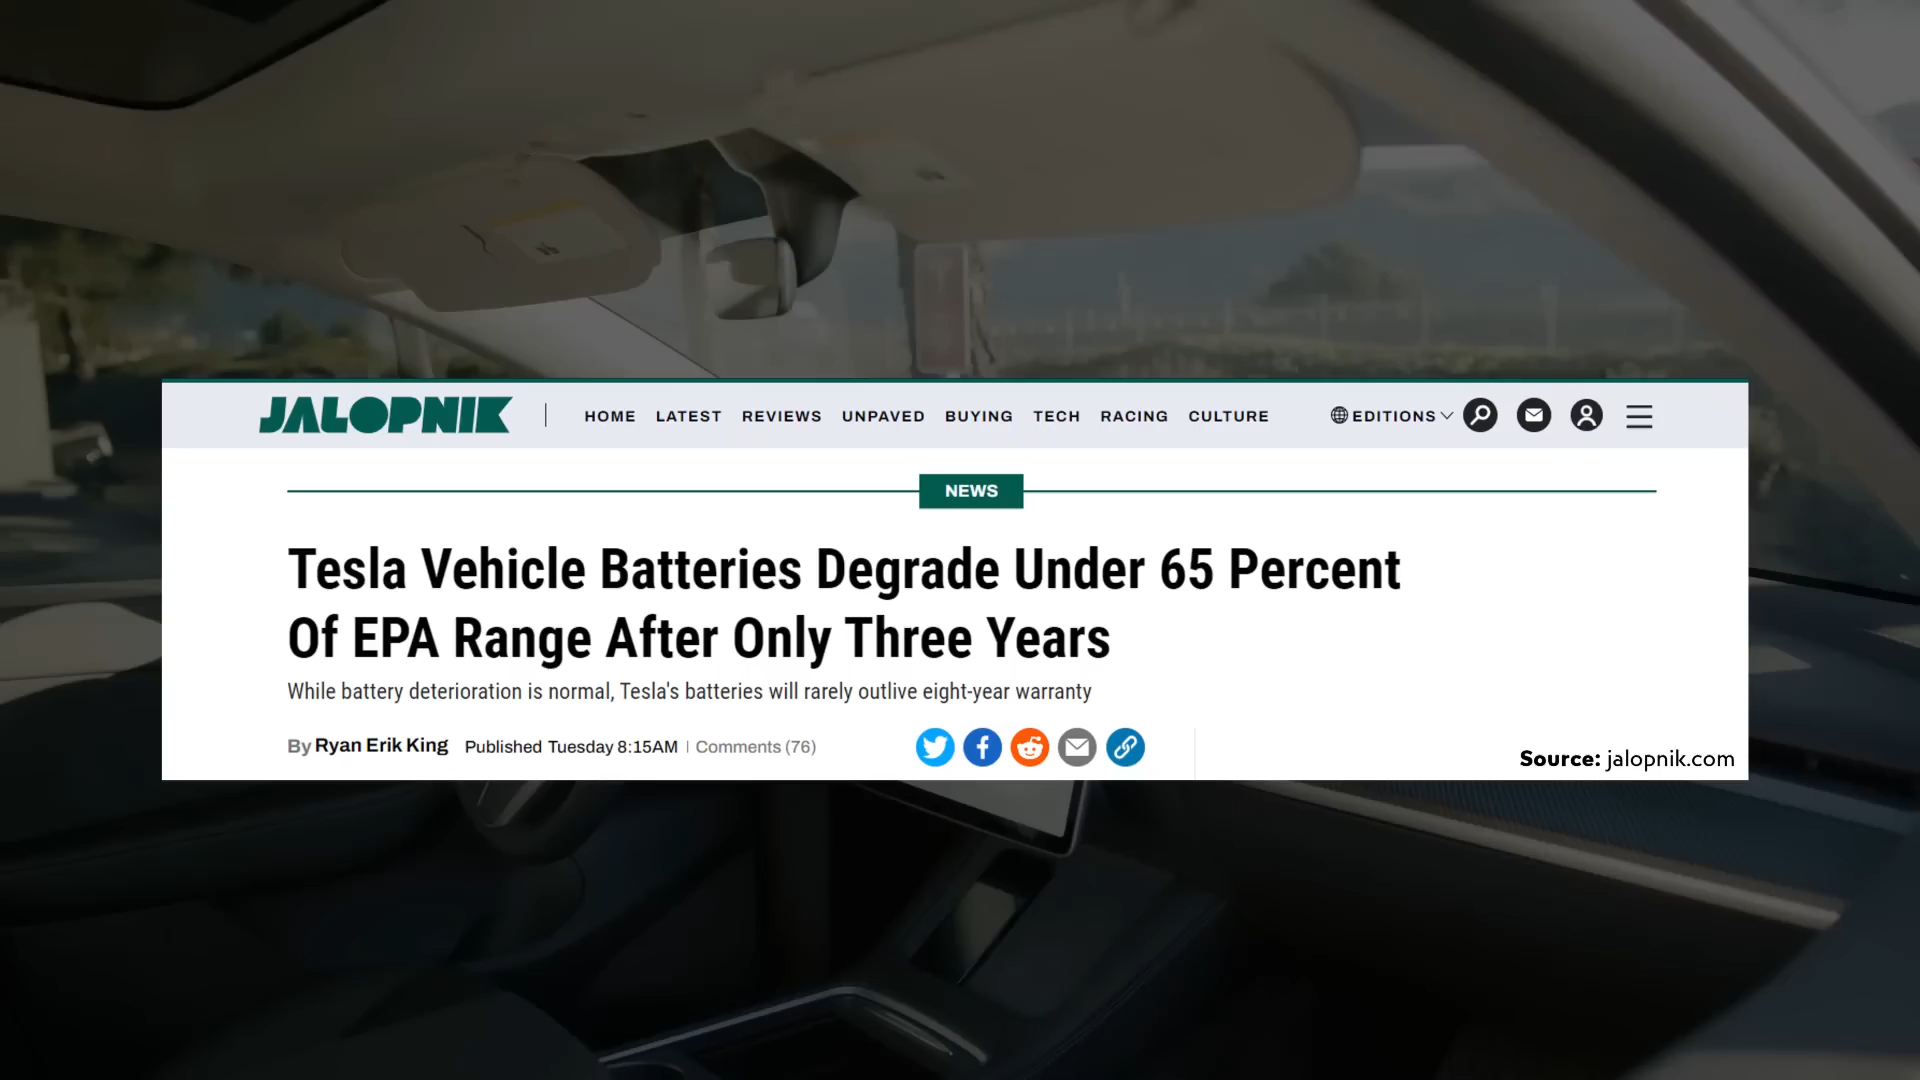 JALOPNIK
HOME LATEST REVIEWS UNPAVED BUYING TECH RACING CULTURE EDITIONS
NEWS
Tesla Vehicle Batteries Degrade Under 65 Percent
Of EPA Range After Only Three Years
While battery deterioration is normal, Tesla's batteries will rarely outlive eight-year warranty
By Ryan Erik King Published Tuesday 8:15AM | Comments (76)
Source: jalopnik.com